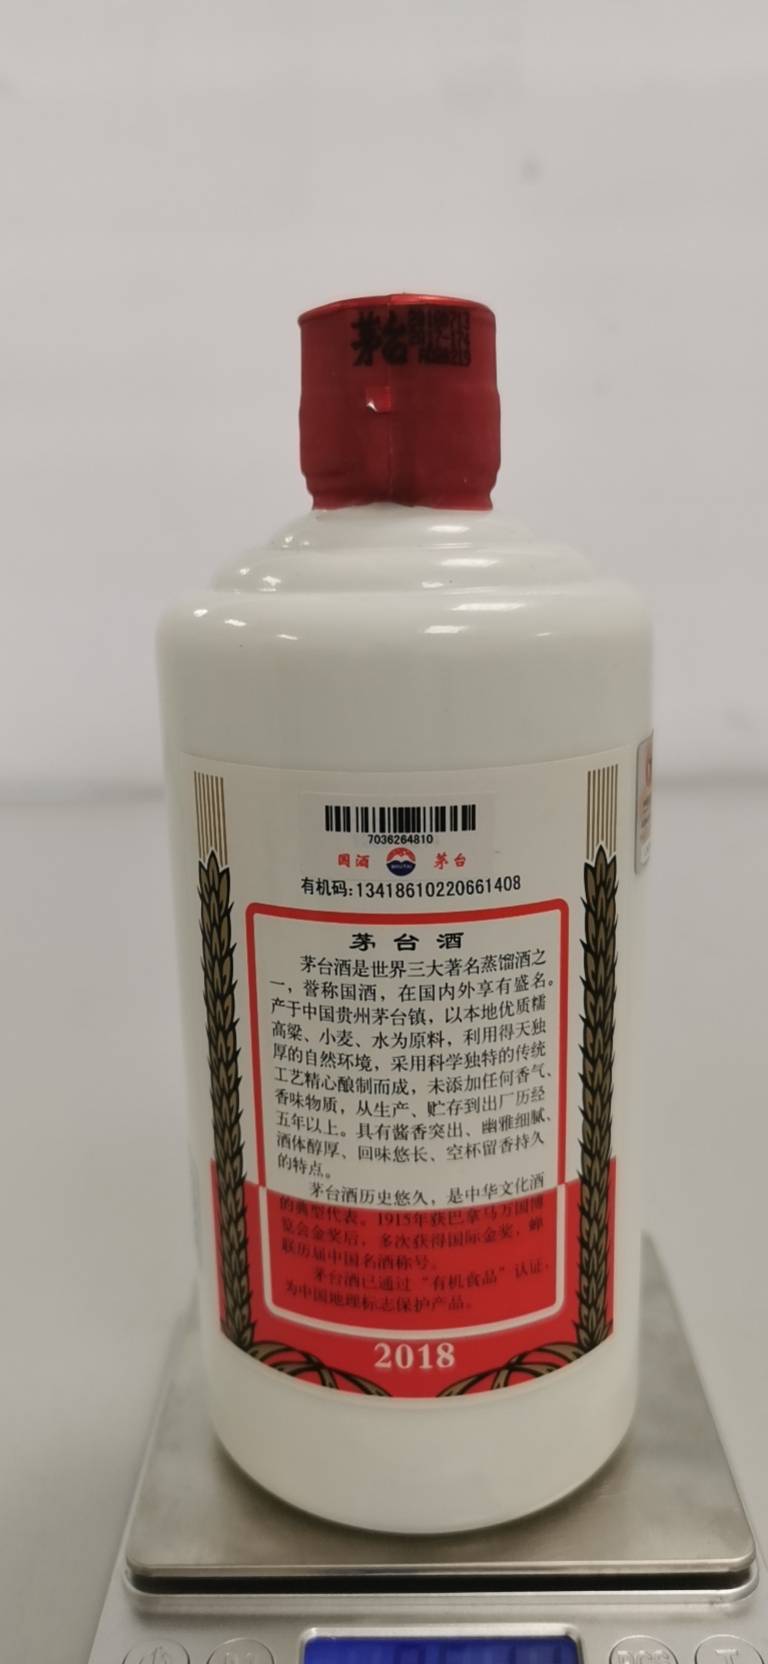 茅台
7036264810
国酒 茅台
有机码:13418610220661408
茅台酒
茅台酒是世界三大著名蒸馏酒之
一，誉称国酒，在国内外享有盛名。
产于中国贵州茅台镇，以本地优质糯
高粱、小麦、水为原料，利用得天独
厚的自然环境，采用科学独特的传统
工艺精心酿制而成，未添加任何香气、
香味物质，从生产、贮存到出厂历经
五年以上。具有酱香突出、幽雅细腻、
酒体醇厚、回味悠长、空杯留香持久
的特点。
茅台酒历史悠久，是中华文化酒
的典型代表。1915年获巴拿马万国博
览会金奖后，多次获得国际金奖，蝉
联历届中国名酒称号。
茅台酒已通过“有机食品”认证，
为中国地理标志保护产品。
2018